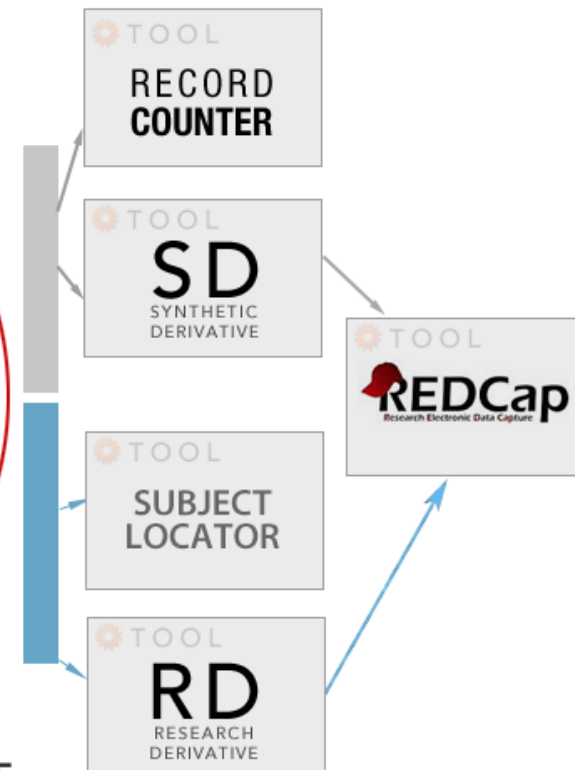 TOOL
RECORD
COUNTER
TOOL
SD
SYNTHETIC
DERIVATIVE
TOOL
REDCap
Research Electronic Data Capture
TOOL
SUBJECT
LOCATOR
TOOL
RD
RESEARCH
DERIVATIVE